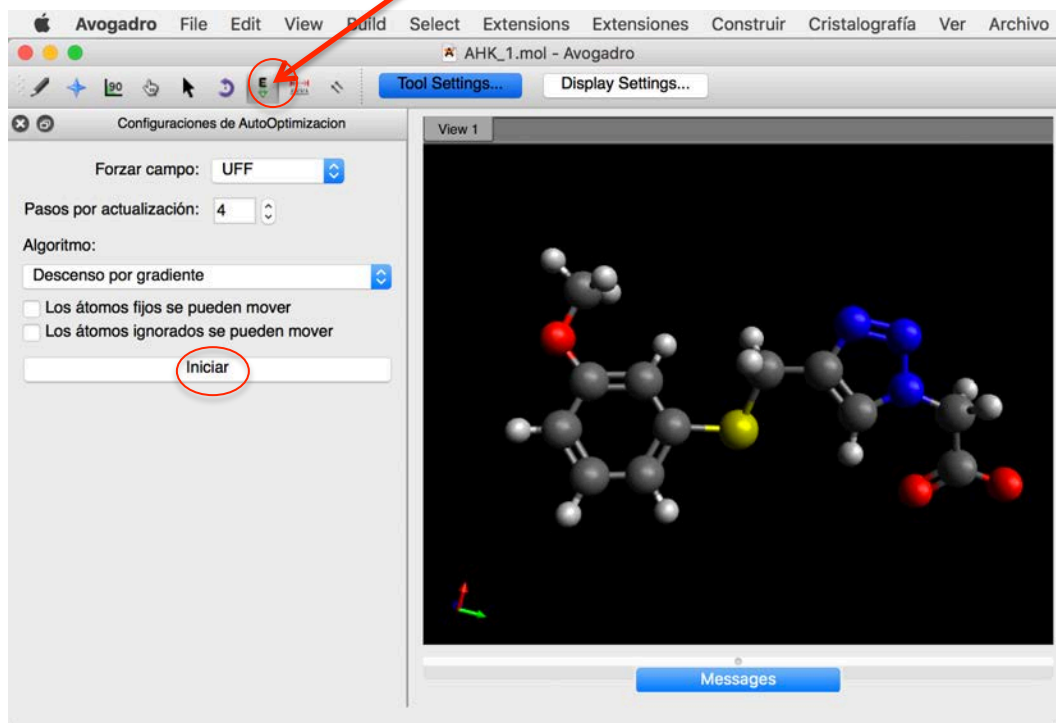 Avogadro File Edit View Build Select Extensions Extensiones Construir Cristalografía Ver Archivo
AHK_1.mol - Avogadro
90 E Tool Settings... Display Settings...
Configuraciones de AutoOptimizacion
View 1
Forzar campo: UFF
Pasos por actualización: 4
Algoritmo:
Descenso por gradiente
Los átomos fijos se pueden mover
Los átomos ignorados se pueden mover
Iniciar
Messages